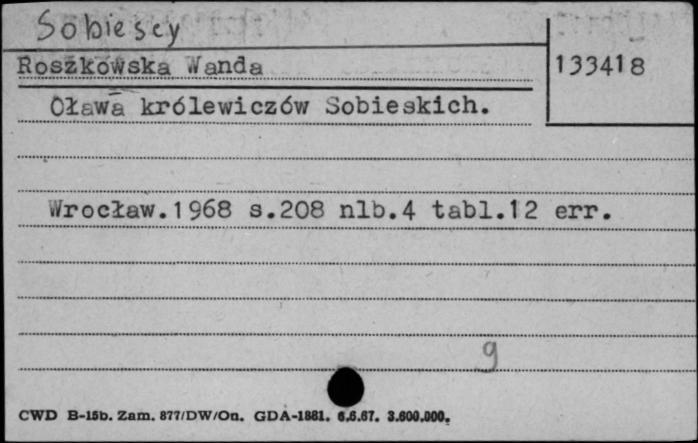 Sobiescy
Roszkowska Wanda
133418
Oława królewiczów Sobieskich.
Wrocław.1968 s.208 nlb.4 tabl.12 err.
g
CWD B-15b. Zam. 877/DW/On. GDA-1881. 6.6.67. 3.600.000.